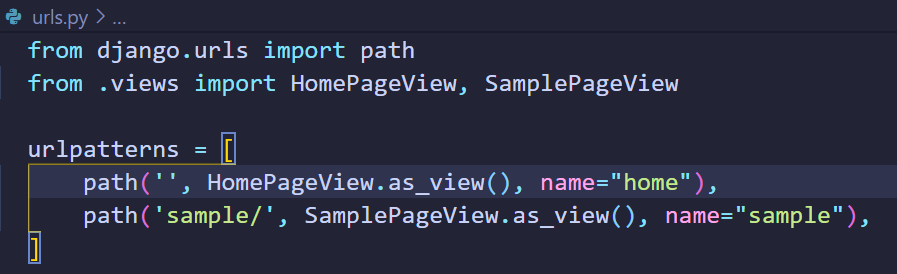 urls.py > ...
from django.urls import path
from .views import HomePageView, SamplePageView
urlpatterns = [
    path('', HomePageView.as_view(), name="home"),
    path('sample/', SamplePageView.as_view(), name="sample"),
]